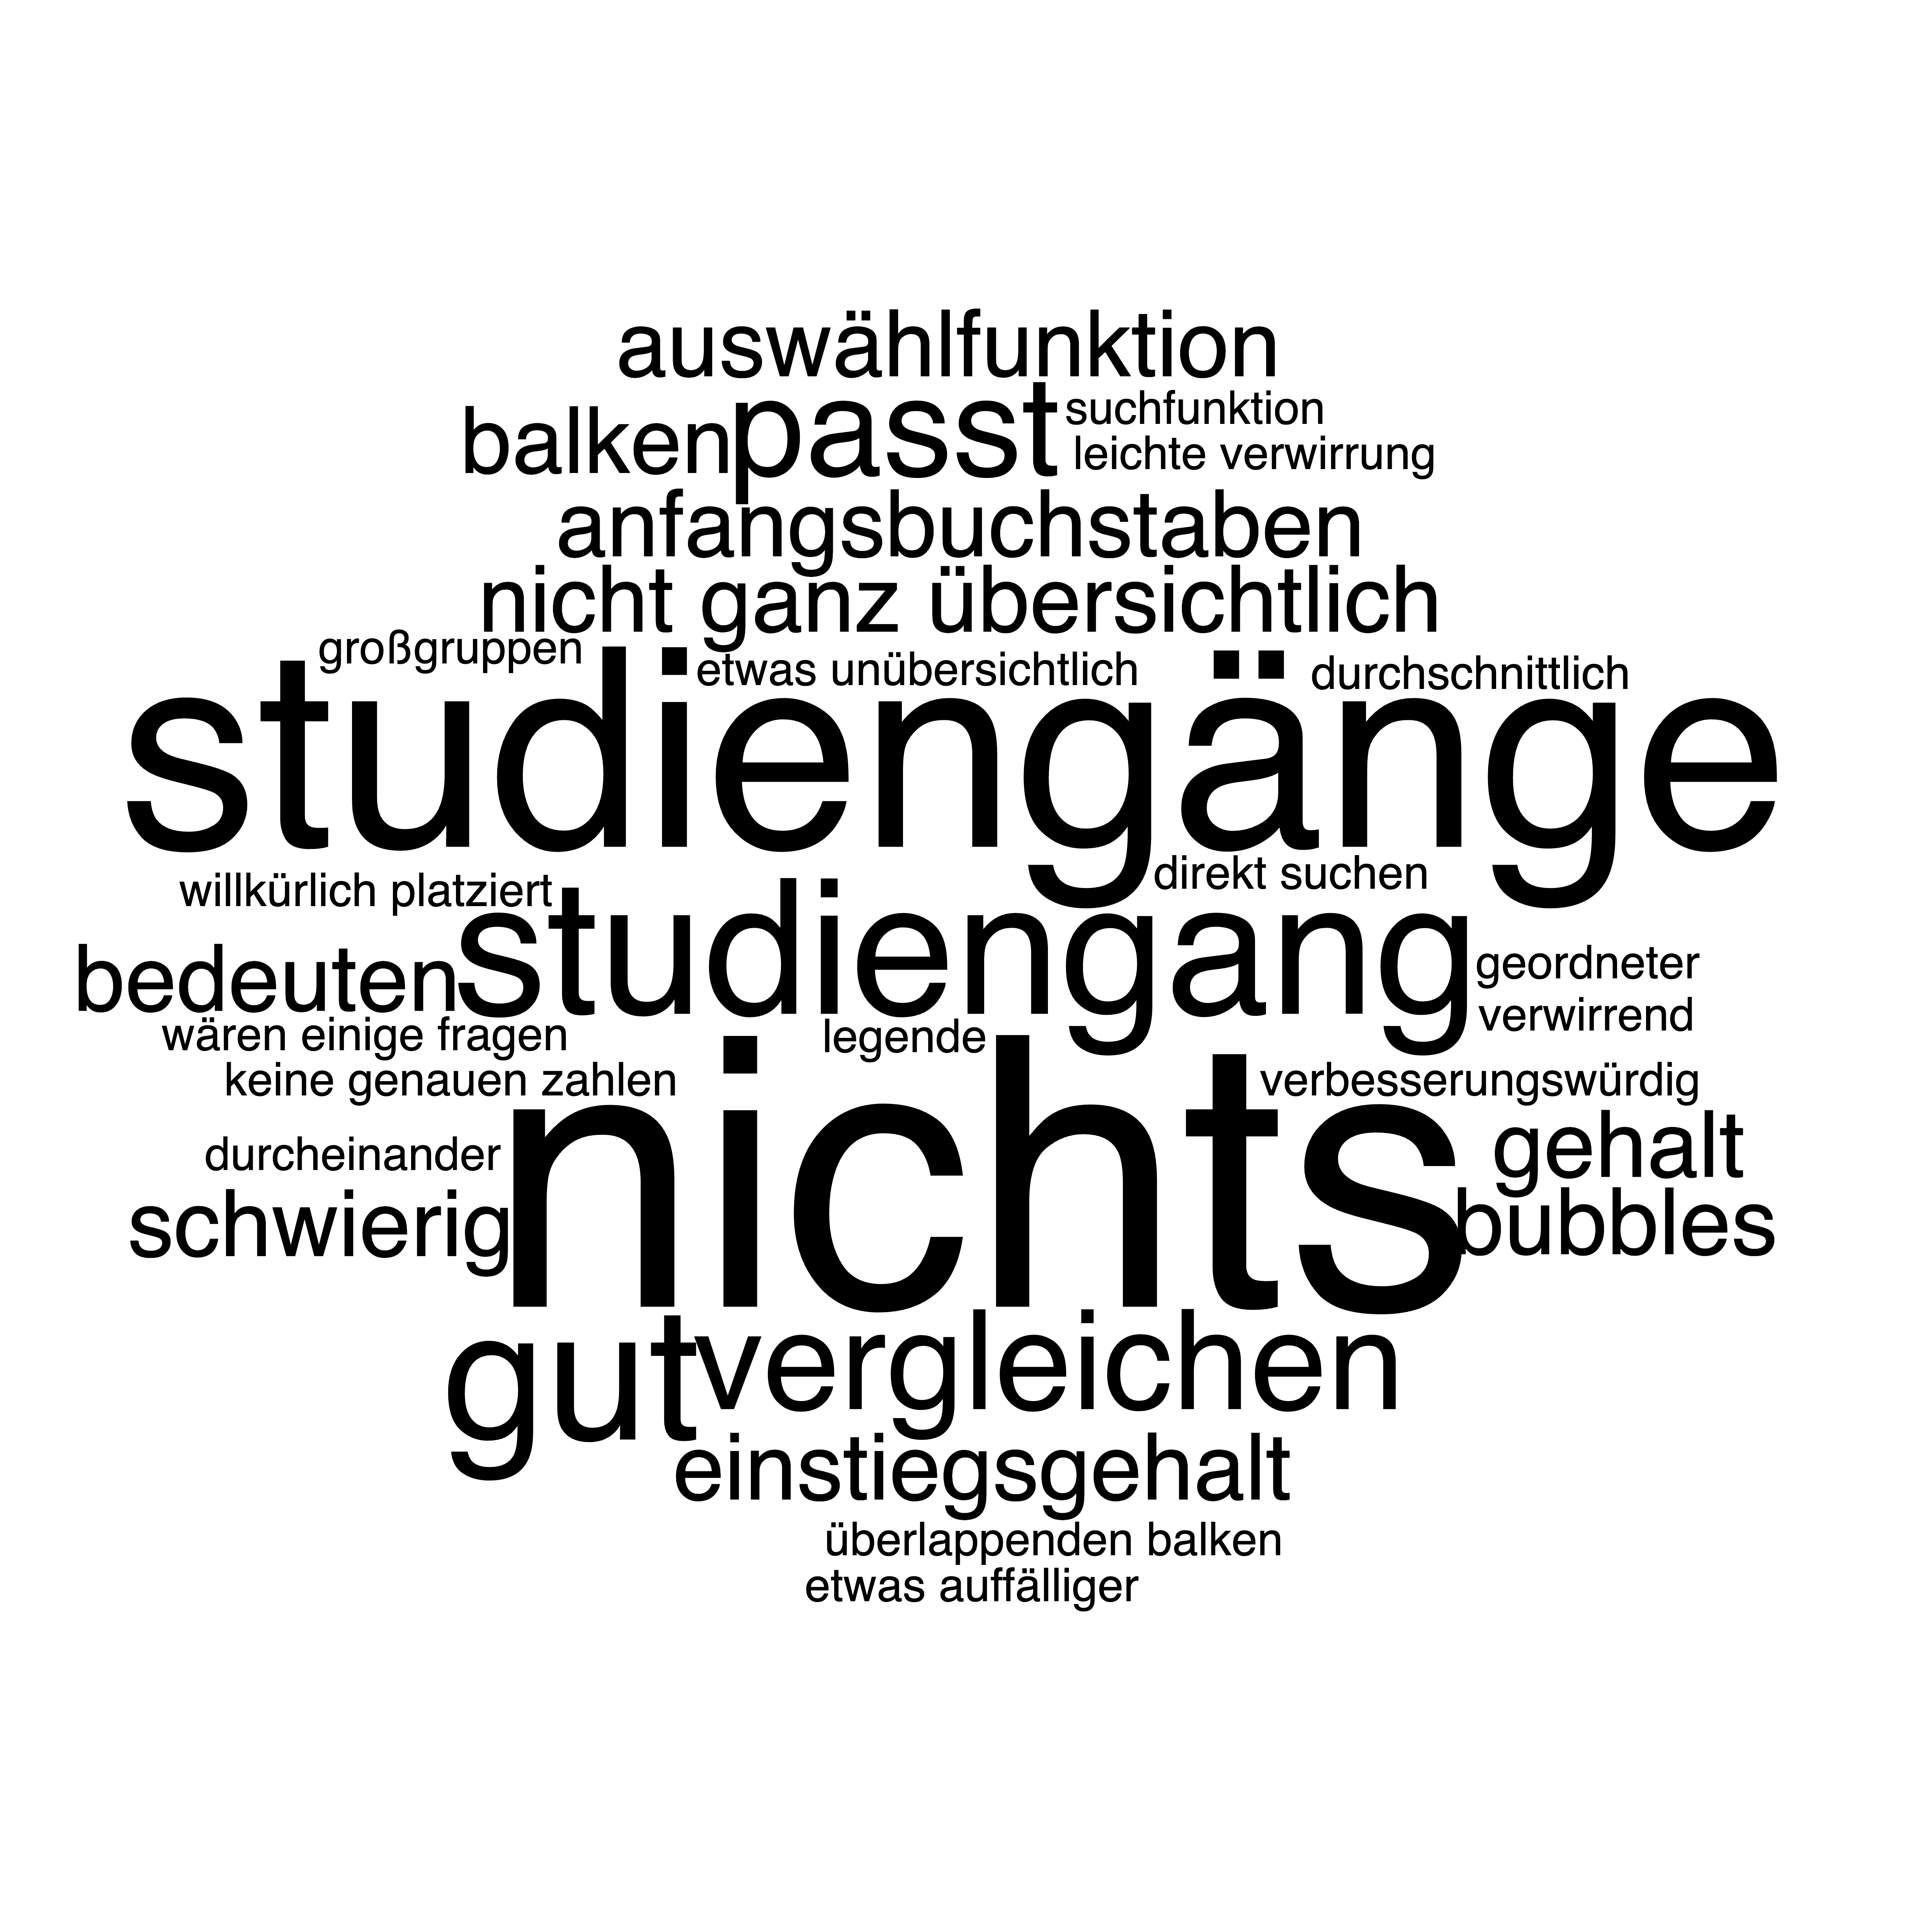 auswählfunktion
balken passt suchfunktion
leichte verwirrung
anfangsbuchstaben
nicht ganz übersichtlich
großgruppen etwas unübersichtlich durchschnittlich
studiengänge
willkürlich platziert direkt suchen
bedeuten studiengang geordneter
verwirrend
wären einige fragen legende
keine genauen zahlen verbesserungswürdig
durcheinander nichts gehalt
schwierig bubbles
gut vergleichen
einstiegsgehalt
überlappenden balken
etwas auffälliger